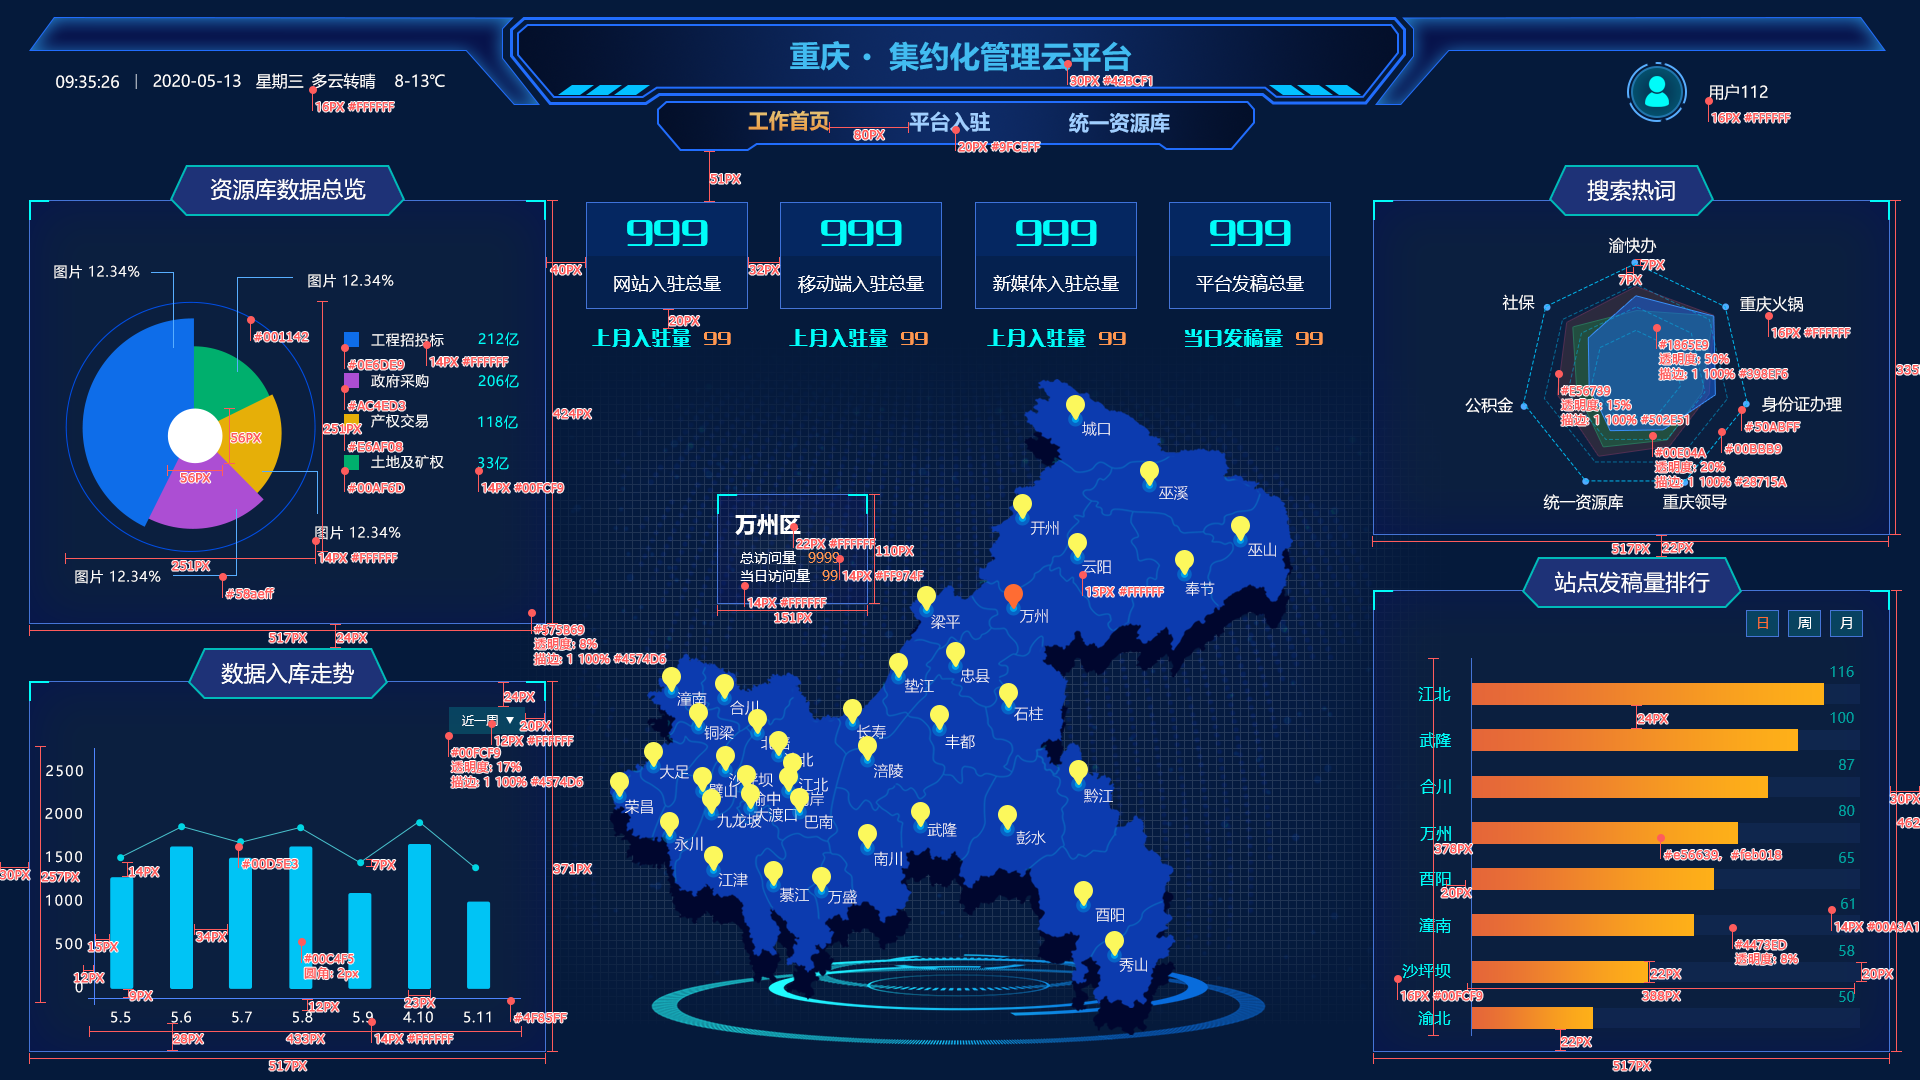 重庆 · 集约化管理云平台
30PX #42BCF1
09:35:26 | 2020-05-13 星期三 多云转晴 8-13℃
16PX #FFFFFF
用户112
16PX #FFFFFF
工作首页 平台入驻 统一资源库
80PX
20PX #9FCEFF
51PX
资源库数据总览
图片 12.34%
图片 12.34%
#001142
工程招投标 212亿
#0E6DE9
14PX #FFFFFF
政府采购 206亿
#AC4ED3
产权交易 118亿
#E6AF08
土地及矿权 33亿
#00AF6D
14PX #00FCF9
251PX
56PX
56PX
图片 12.34%
14PX #FFFFFF
251PX
图片 12.34%
#58aeff
424PX
517PX
24PX
#575B69
透明度: 8%
描边: 1 100% #4574D6
40PX
999
网站入驻总量
上月入驻量 99
32PX
20PX
999
移动端入驻总量
上月入驻量 99
999
新媒体入驻总量
上月入驻量 99
999
平台发稿总量
当日发稿量 99
搜索热词
渝快办
7PX
7PX
社保
重庆火锅
16PX #FFFFFF
#1865E9
透明度: 50%
描边: 1 100% #398EF6
#E56739
透明度: 15%
描边: 1 100% #502E51
公积金
身份证办理
#50ABFF
#00BBB9
#00E04A
透明度: 20%
描边: 1 100% #28715A
统一资源库
重庆领导
335
517PX
22PX
万州区
22PX #FFFFFF
总访问量 9999
当日访问量 99
14PX #FF974F
14PX #FFFFFF
110PX
151PX
城口
巫溪
开州
巫山
云阳
15PX #FFFFFF
奉节
万州
梁平
忠县
垫江
石柱
潼南
合川
铜梁
长寿
丰都
涪陵
大足
江北
荣昌
璧山
九龙坡
大渡口
巴南
永川
武隆
彭水
黔江
南川
江津
綦江
万盛
酉阳
秀山
数据入库走势
24PX
近一周 ▼
20PX
12PX #FFFFFF
#00FCF9
透明度: 17%
描边: 1 100% #4574D6
2500
2000
1500
1000
500
0
257PX
30PX
14PX
#00D5E3
7PX
371PX
34PX
15PX
#00C4F5
圆角: 2px
12PX
9PX
12PX
23PX
#4F85FF
5.5 5.6 5.7 5.8 5.9 4.10 5.11
28PX
433PX
14PX #FFFFFF
517PX
站点发稿量排行
日 周 月
江北 116
24PX
武隆 100
合川 87
30PX
462
万州 80
378PX
#e56639, #feb018
酉阳 65
20PX
潼南 61
14PX #00A9A1
#4473ED
透明度: 8%
沙坪坝 58
22PX
20PX
16PX #00FCF9
388PX
渝北 50
22PX
517PX